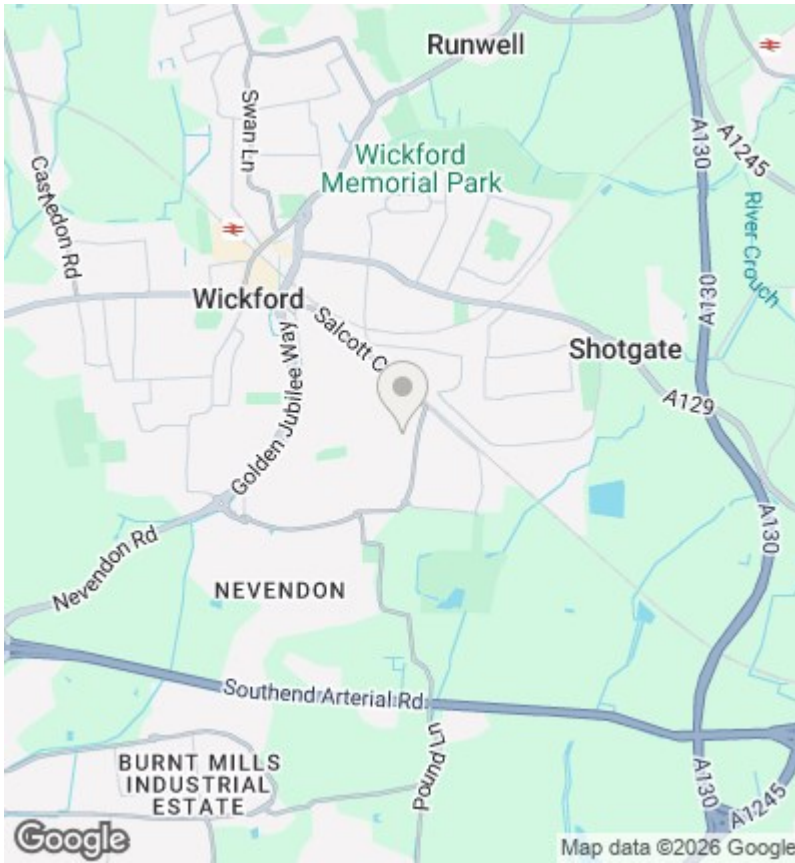 Runwell
A130
A1245
Swan Ln
Wickford
Memorial Park
Castledon Rd
River Crouch
A130
Wickford
Salcott C
Shotgate
Golden Jubilee Way
A129
Nevendon Rd
A130
NEVENDON
Southend Arterial Rd
Pound Ln
BURNT MILLS
INDUSTRIAL
ESTATE
A130
A1245
Google
Map data ©2026 Google